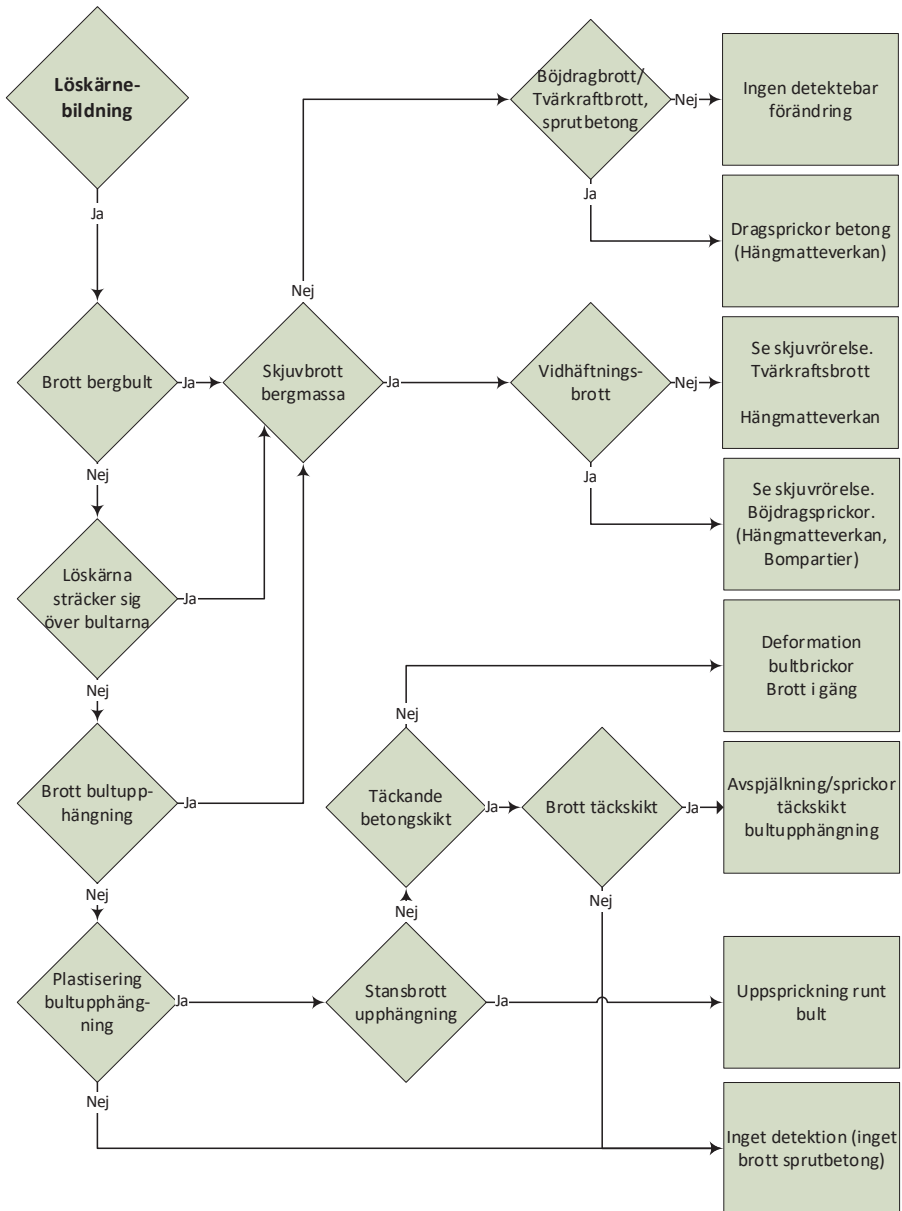 Löskärne-
bildning
Ja
Brott bergbult
Ja
Nej
Löskärna
sträcker sig
över bultarna
Ja
Nej
Brott bultupp-
hängning
Ja
Nej
Plastisering
bultupphäng-
ning
Ja
Nej
Skjuvbrott
bergmassa
Nej
Ja
Böjdragbrott/
Tvärkraftbrott,
sprutbetong
Nej
Ja
Ingen detektebar
förändring
Dragsprickor betong
(Hängmatteverkan)
Vidhäftnings-
brott
Nej
Ja
Se skjuvrörelse.
Tvärkraftsbrott
Hängmatteverkan
Se skjuvrörelse.
Böjdragsprickor.
(Hängmatteverkan,
Bompartier)
Stansbrott
upphängning
Nej
Ja
Täckande
betongskikt
Nej
Ja
Brott täckskikt
Ja
Nej
Deformation
bultbrickor
Brott i gäng
Avspjälkning/sprickor
täckskikt
bultupphängning
Uppsprickning runt
bult
Inget detektion (inget
brott sprutbetong)